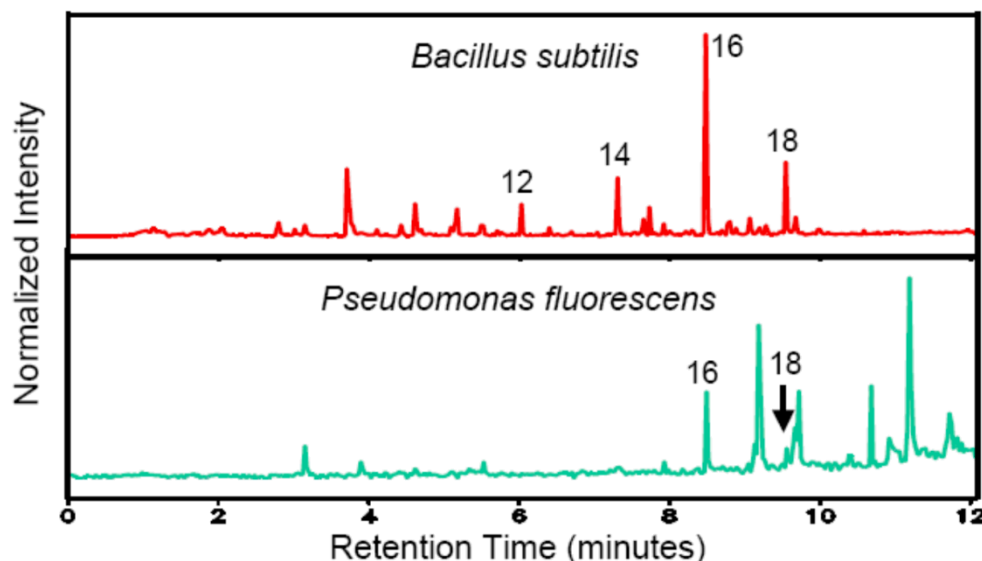 Normalized Intensity
Bacillus subtilis
12
14
16
18
Pseudomonas fluorescens
16
18
0 2 4 6 8 10 12
Retention Time (minutes)